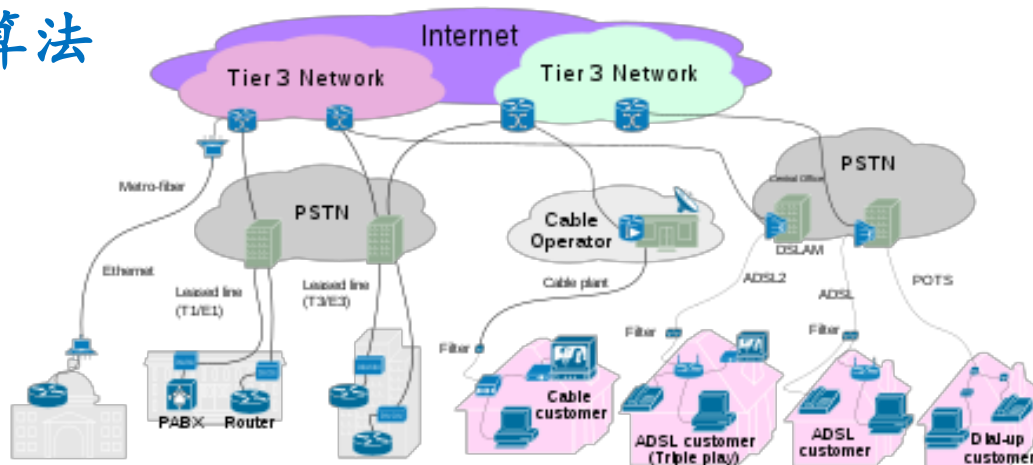 算法
Internet
Tier 3 Network
Tier 3 Network
Metro-fiber
PSTN
PSTN
Central Office
Cable
Operator
DSLAM
Ethernet
Leased line
(T1/E1)
Leased line
(T3/E3)
Cable plant
ADSL2
ADSL
POTS
Filter
Filter
Filter
PABX
Router
Cable
customer
ADSL customer
(Triple play)
ADSL
customer
Dial-up
customer